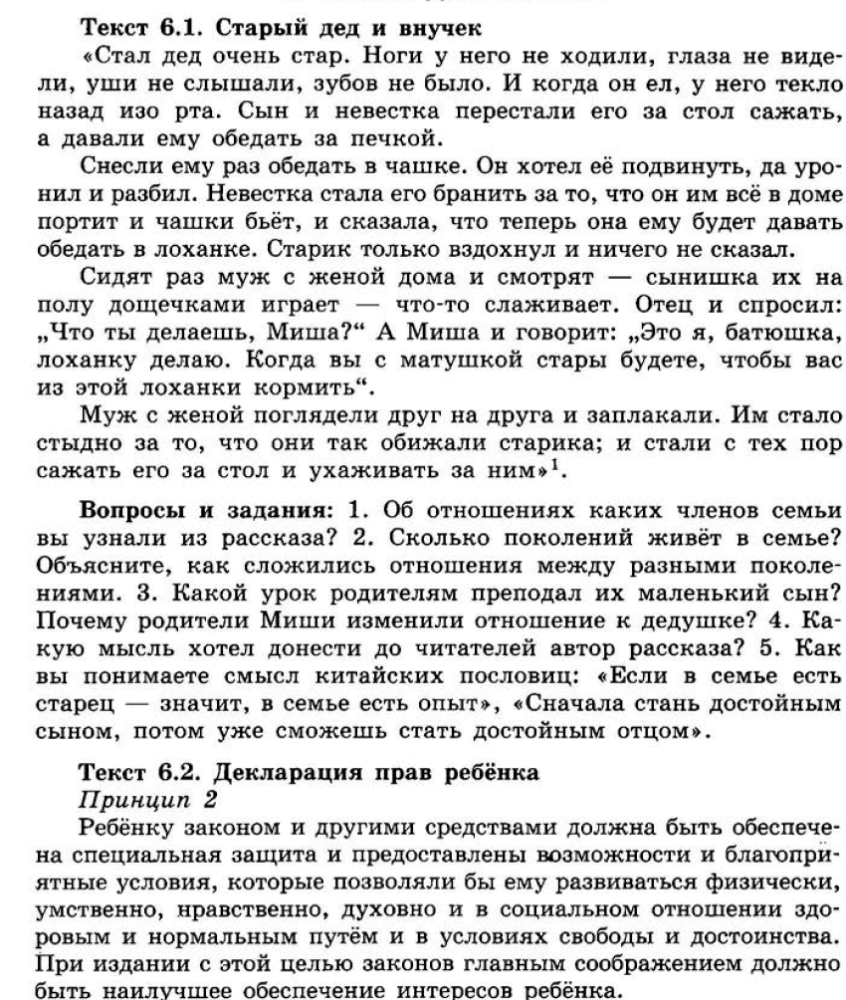 Текст 6.1. Старый дед и внучек
«Стал дед очень стар. Ноги у него не ходили, глаза не виде-
ли, уши не слышали, зубов не было. И когда он ел, у него текло
назад изо рта. Сын и невестка перестали его за стол сажать,
а давали ему обедать за печкой.
Снесли ему раз обедать в чашке. Он хотел её подвинуть, да уро-
нил и разбил. Невестка стала его бранить за то, что он им всё в доме
портит и чашки бьёт, и сказала, что теперь она ему будет давать
обедать в лоханке. Старик только вздохнул и ничего не сказал.
Сидят раз муж с женой дома и смотрят — сынишка их на
полу дощечками играет — что-то слаживает. Отец и спросил:
„Что ты делаешь, Миша?“ А Миша и говорит: „Это я, батюшка,
лоханку делаю. Когда вы с матушкой стары будете, чтобы вас
из этой лоханки кормить“.
Муж с женой поглядели друг на друга и заплакали. Им стало
стыдно за то, что они так обижали старика; и стали с тех пор
сажать его за стол и ухаживать за ним»¹.
Вопросы и задания: 1. Об отношениях каких членов семьи
вы узнали из рассказа? 2. Сколько поколений живёт в семье?
Объясните, как сложились отношения между разными поколе-
ниями. 3. Какой урок родителям преподал их маленький сын?
Почему родители Миши изменили отношение к дедушке? 4. Ка-
кую мысль хотел донести до читателей автор рассказа? 5. Как
вы понимаете смысл китайских пословиц: «Если в семье есть
старец — значит, в семье есть опыт», «Сначала стань достойным
сыном, потом уже сможешь стать достойным отцом».
Текст 6.2. Декларация прав ребёнка
Принцип 2
Ребёнку законом и другими средствами должна быть обеспече-
на специальная защита и предоставлены возможности и благопри-
ятные условия, которые позволяли бы ему развиваться физически,
умственно, нравственно, духовно и в социальном отношении здо-
ровым и нормальным путём и в условиях свободы и достоинства.
При издании с этой целью законов главным соображением должно
быть наилучшее обеспечение интересов ребёнка.